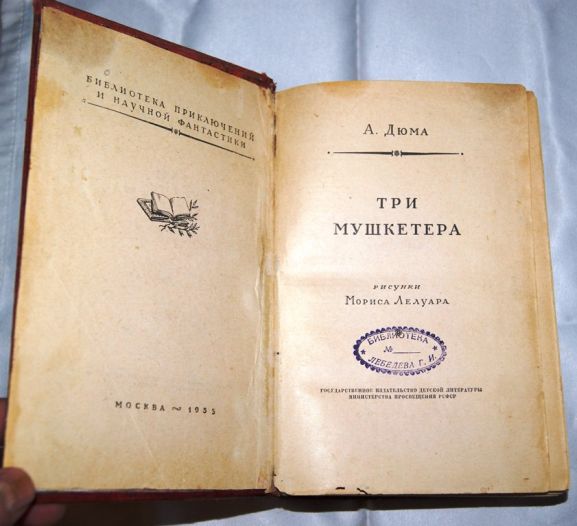 БИБЛИОТЕКА ПРИКЛЮЧЕНИЙ
И НАУЧНОЙ ФАНТАСТИКИ
МОСКВА ~ 1955
А. ДЮМА
ТРИ
МУШКЕТЕРА
РИСУНКИ
МОРИСА ЛЕЛУАРА
БИБЛИОТЕКА
№
ЛЕБЕДЕВА Г. И.
ГОСУДАРСТВЕННОЕ ИЗДАТЕЛЬСТВО ДЕТСКОЙ ЛИТЕРАТУРЫ
МИНИСТЕРСТВА ПРОСВЕЩЕНИЯ РСФСР